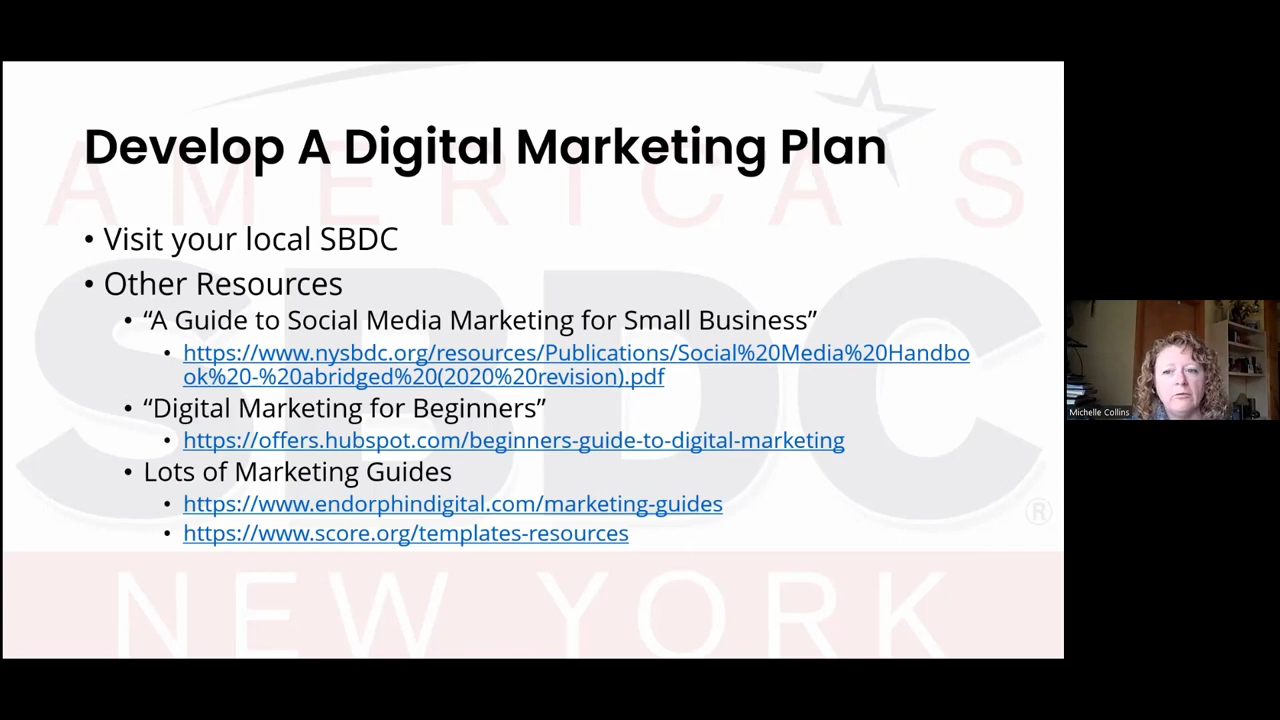 Develop A Digital Marketing Plan
• Visit your local SBDC
• Other Resources
• “A Guide to Social Media Marketing for Small Business”
• https://www.nysbdc.org/resources/Publications/Social%20Media%20Handbo
ok%20-%20abridged%20(2020%20revision).pdf
• “Digital Marketing for Beginners”
• https://offers.hubspot.com/beginners-guide-to-digital-marketing
• Lots of Marketing Guides
• https://www.endorphindigital.com/marketing-guides
• https://www.score.org/templates-resources
AMERICA'S
SBDC
®
NEW YORK
Michelle Collins